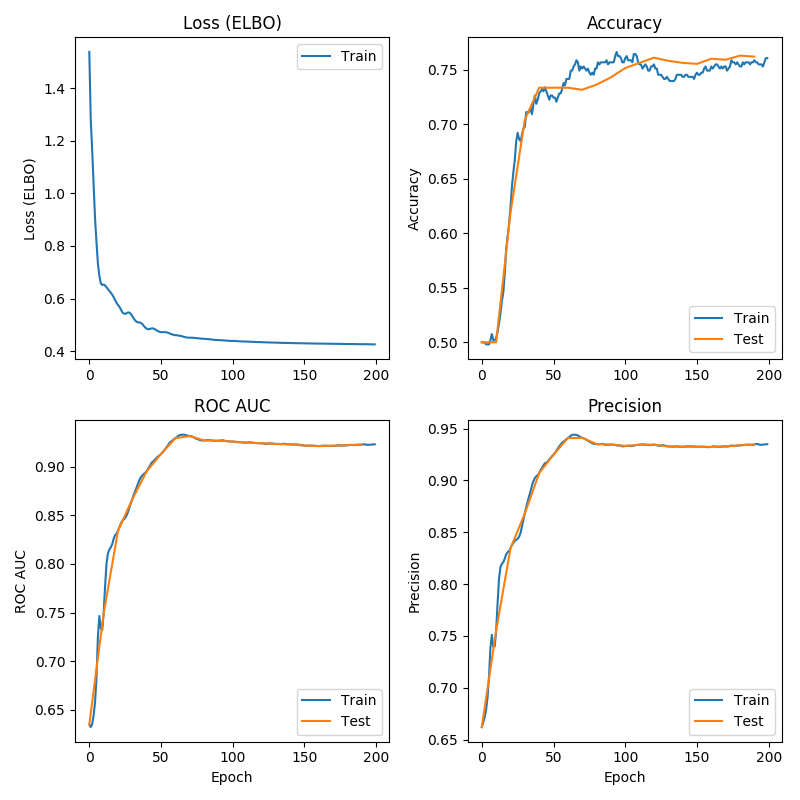 Loss (ELBO)
Loss (ELBO)
1.4
1.2
1.0
0.8
0.6
0.4
0
50
100
150
200
Train
Accuracy
Accuracy
0.75
0.70
0.65
0.60
0.55
0.50
0
50
100
150
200
Train
Test
ROC AUC
ROC AUC
0.90
0.85
0.80
0.75
0.70
0.65
0
50
100
150
200
Epoch
Train
Test
Precision
Precision
0.95
0.90
0.85
0.80
0.75
0.70
0.65
0
50
100
150
200
Epoch
Train
Test